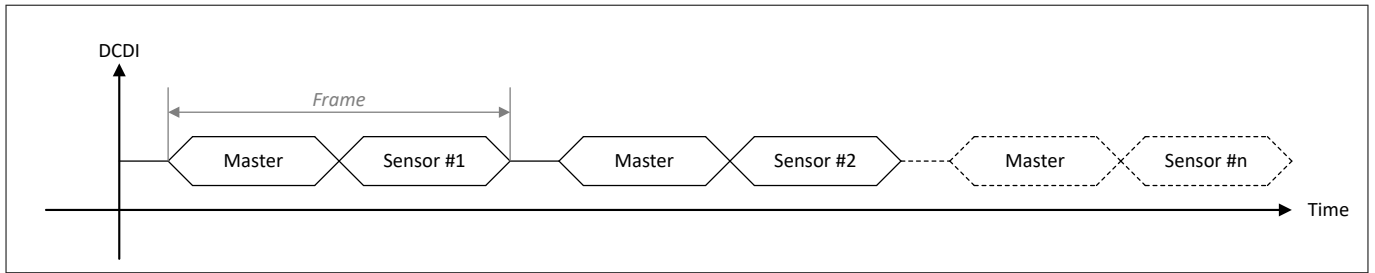 DCDI
Frame
Master Sensor #1 Master Sensor #2 Master Sensor #n
Time